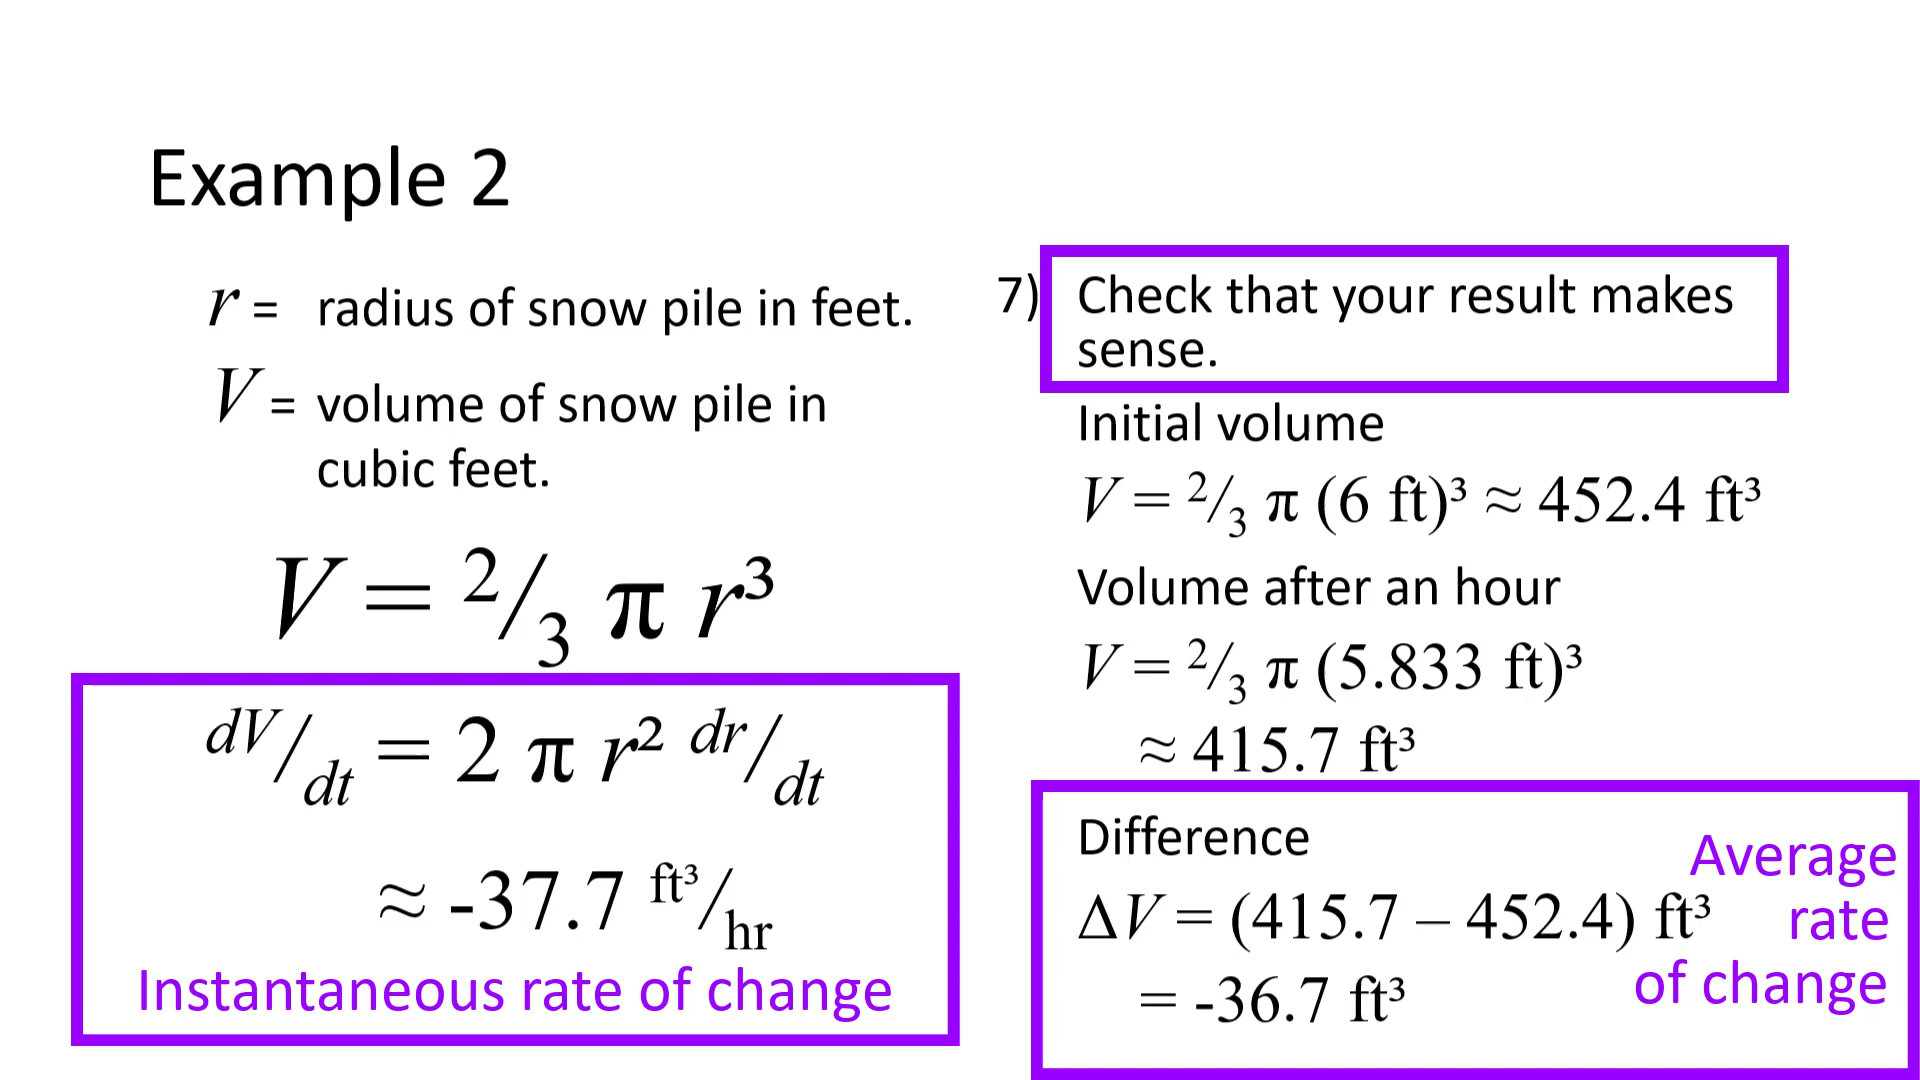 Example 2
r = radius of snow pile in feet.
V = volume of snow pile in
cubic feet.
V = ²/₃ π r³
dV/dt = 2 π r² dr/dt
≈ -37.7 ft³/hr
Instantaneous rate of change
7) Check that your result makes
sense.
Initial volume
V = ²/₃ π (6 ft)³ ≈ 452.4 ft³
Volume after an hour
V = ²/₃ π (5.833 ft)³
≈ 415.7 ft³
Difference
ΔV = (415.7 – 452.4) ft³
= -36.7 ft³
Average
rate
of change